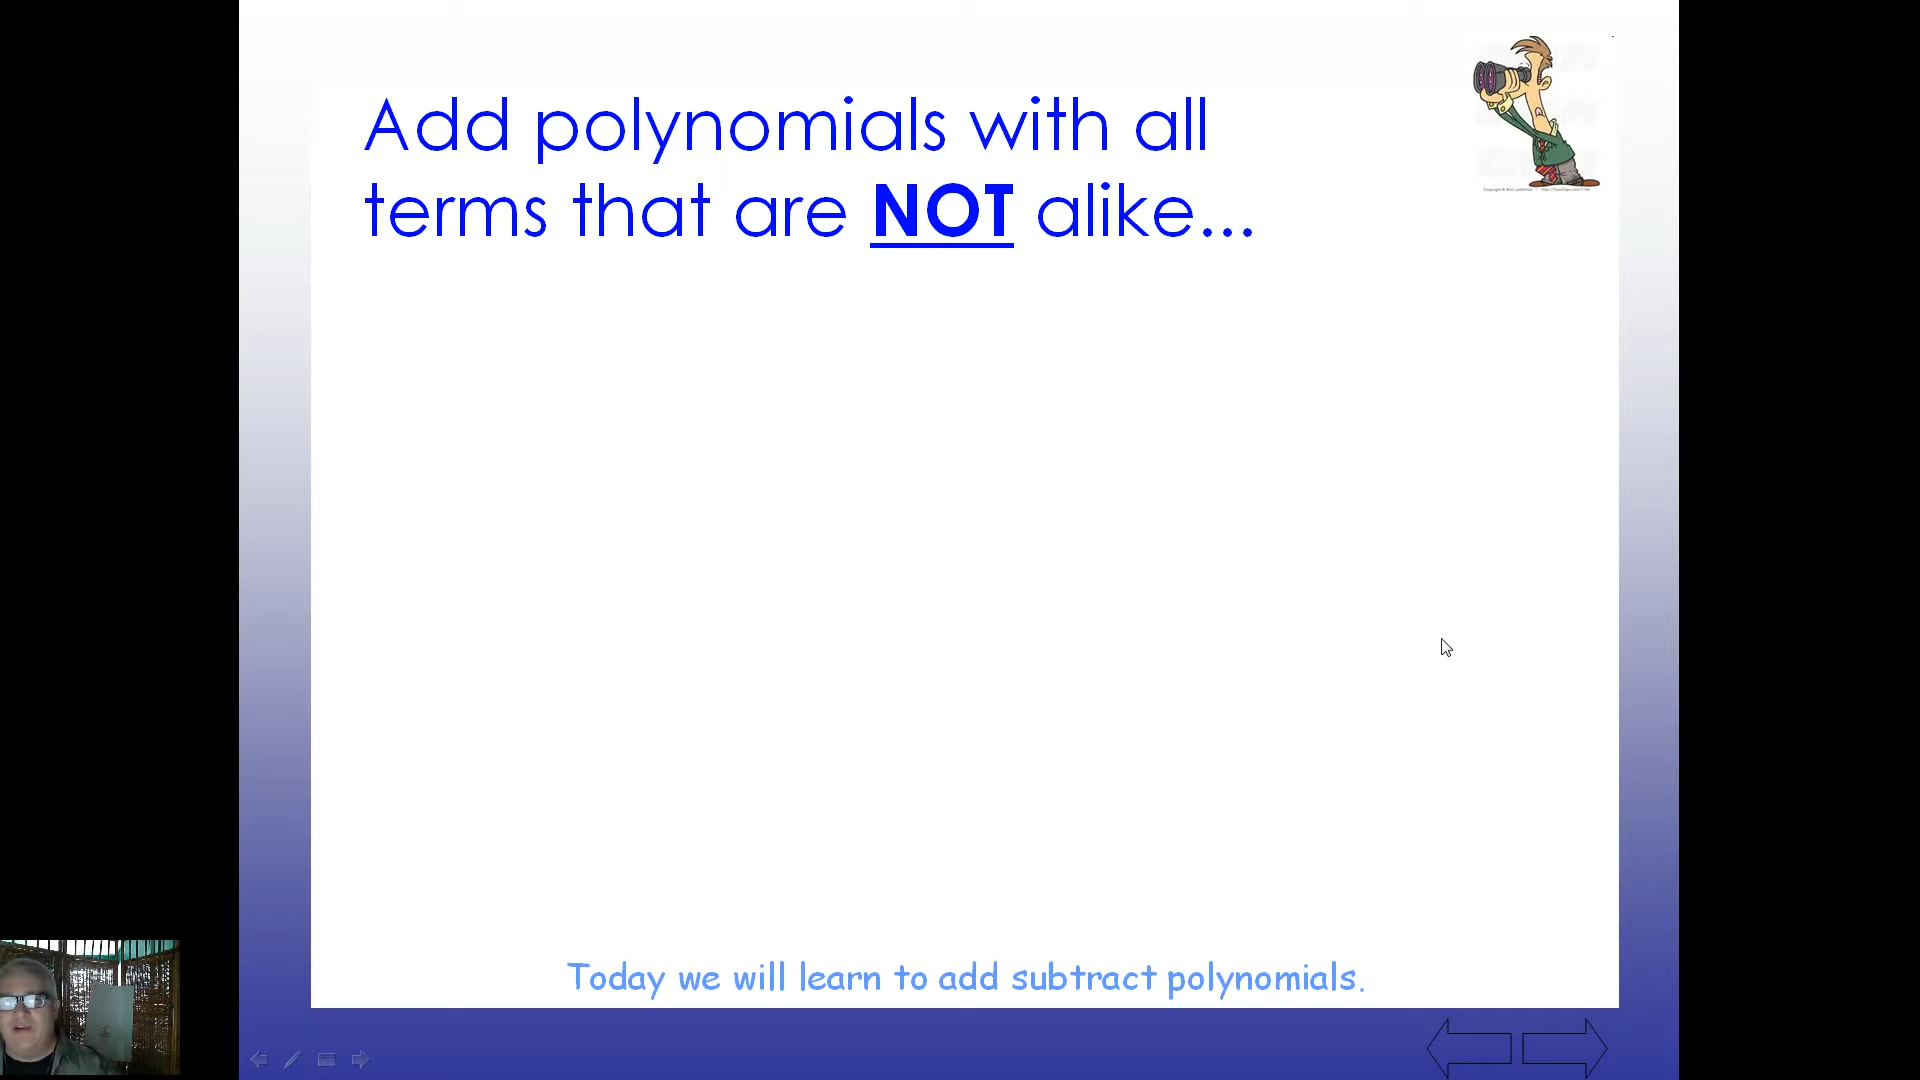 Add polynomials with all
terms that are NOT alike...
Today we will learn to add subtract polynomials.